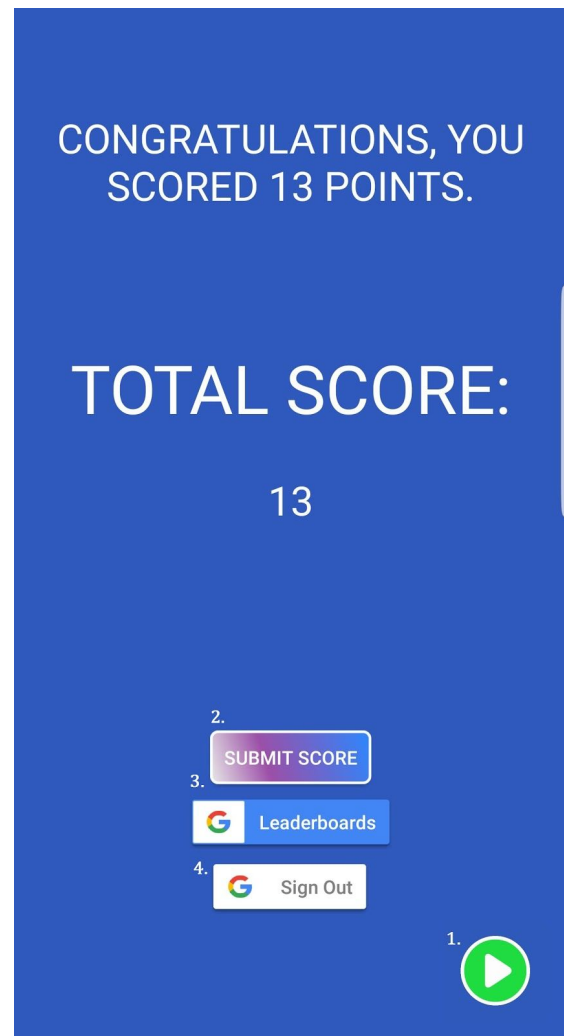 CONGRATULATIONS, YOU
SCORED 13 POINTS.
TOTAL SCORE:
13
2.
SUBMIT SCORE
3.
G Leaderboards
4.
G Sign Out
1.